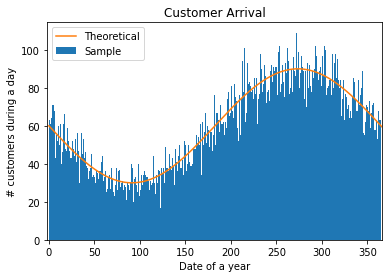 Customer Arrival
Theoretical
Sample
# customers during a day
100
80
60
40
20
0
0 50 100 150 200 250 300 350
Date of a year